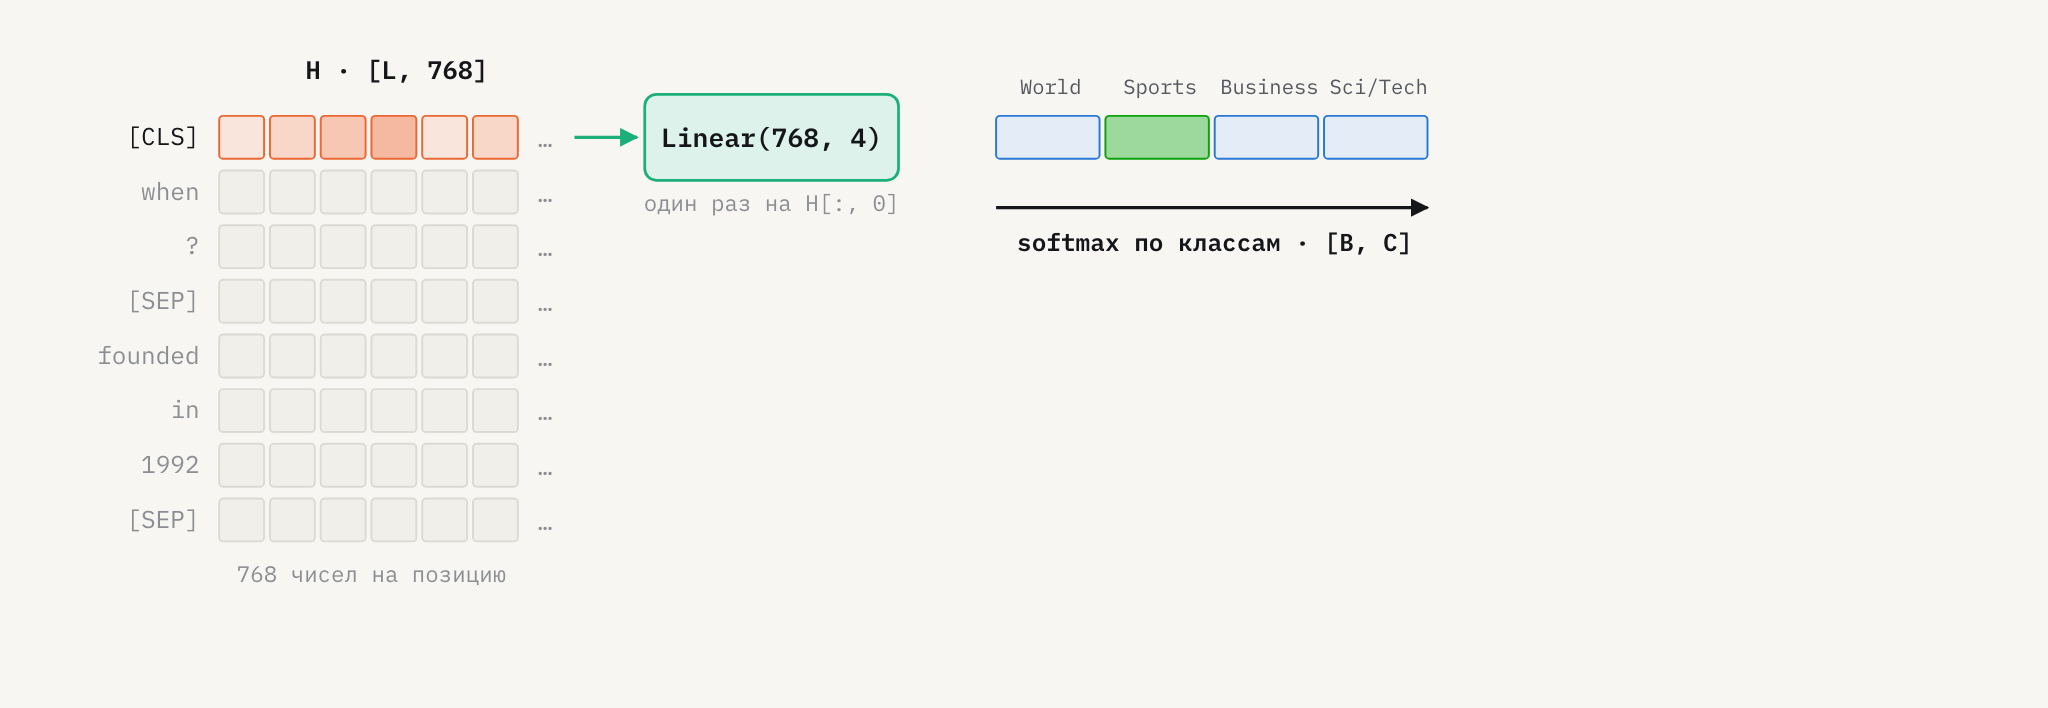 H · [L, 768]
[CLS] …
when …
? …
[SEP] …
founded …
in …
1992 …
[SEP] …
768 чисел на позицию
Linear(768, 4)
один раз на H[:, 0]
World Sports Business Sci/Tech
softmax по классам · [B, C]